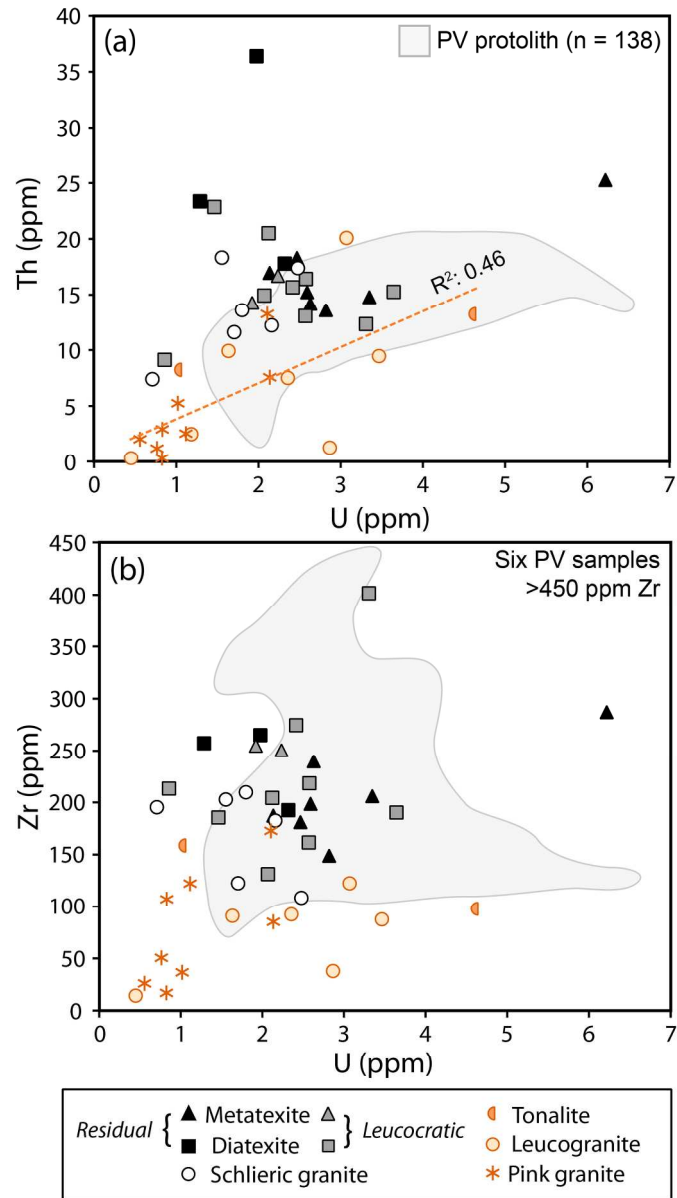 (a)
PV protolith (n = 138)
40
35
30
25
20
15
10
5
0
Th (ppm)
R²: 0.46
0 1 2 3 4 5 6 7
U (ppm)
(b)
Six PV samples
>450 ppm Zr
450
400
350
300
250
200
150
100
50
0
Zr (ppm)
0 1 2 3 4 5 6 7
U (ppm)
Residual { Metatexite } Leucocratic Tonalite
Diatexite Leucogranite
Schlieric granite Pink granite